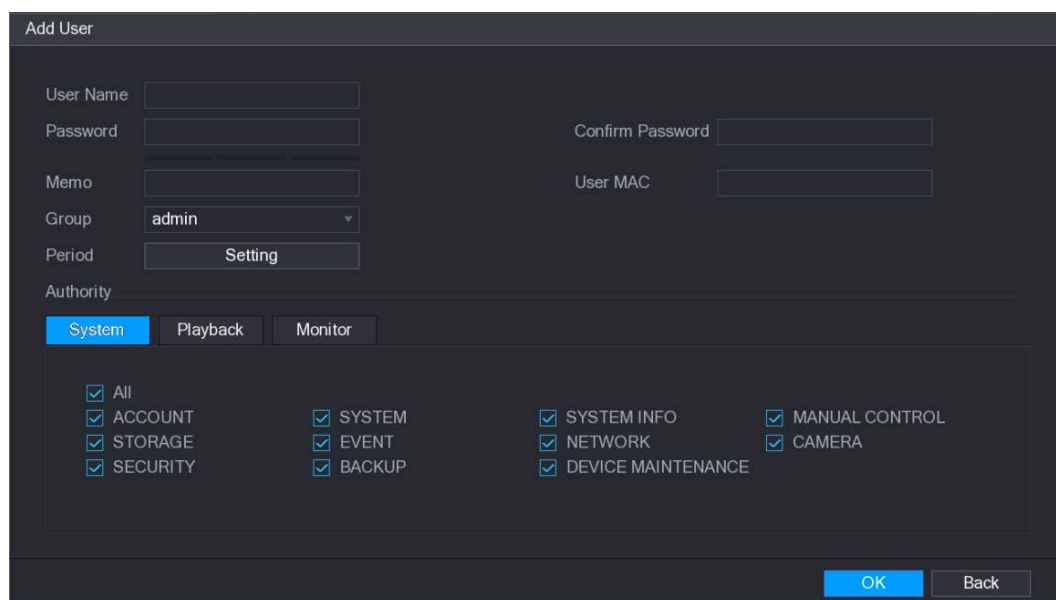 Add User
User Name
Password Confirm Password
Memo User MAC
Group admin
Period Setting
Authority
System Playback Monitor
All
ACCOUNT SYSTEM SYSTEM INFO MANUAL CONTROL
STORAGE EVENT NETWORK CAMERA
SECURITY BACKUP DEVICE MAINTENANCE
OK Back